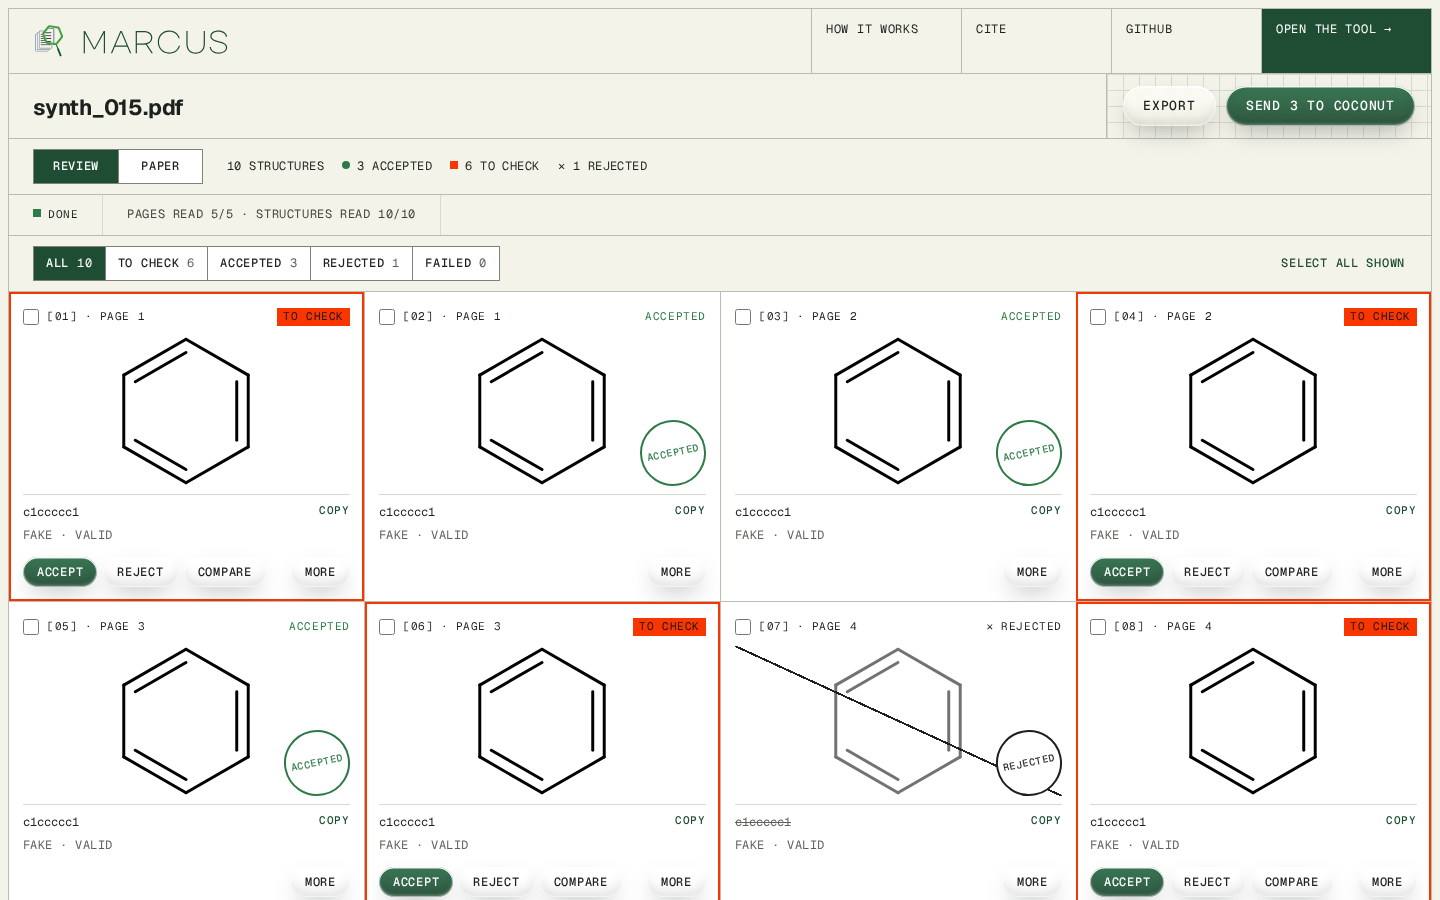 MARCUS
HOW IT WORKS
CITE
GITHUB
OPEN THE TOOL →
synth_015.pdf
EXPORT
SEND 3 TO COCONUT
REVIEW
PAPER
10 STRUCTURES
3 ACCEPTED
6 TO CHECK
× 1 REJECTED
DONE
PAGES READ 5/5 · STRUCTURES READ 10/10
ALL 10
TO CHECK 6
ACCEPTED 3
REJECTED 1
FAILED 0
SELECT ALL SHOWN
[01] · PAGE 1
TO CHECK
c1ccccc1
COPY
FAKE · VALID
ACCEPT
REJECT
COMPARE
MORE
[02] · PAGE 1
ACCEPTED
ACCEPTED
c1ccccc1
COPY
FAKE · VALID
MORE
[03] · PAGE 2
ACCEPTED
ACCEPTED
c1ccccc1
COPY
FAKE · VALID
MORE
[04] · PAGE 2
TO CHECK
c1ccccc1
COPY
FAKE · VALID
ACCEPT
REJECT
COMPARE
MORE
[05] · PAGE 3
ACCEPTED
ACCEPTED
c1ccccc1
COPY
FAKE · VALID
MORE
[06] · PAGE 3
TO CHECK
c1ccccc1
COPY
FAKE · VALID
ACCEPT
REJECT
COMPARE
MORE
[07] · PAGE 4
× REJECTED
REJECTED
c1ccccc1
COPY
FAKE · VALID
MORE
[08] · PAGE 4
TO CHECK
c1ccccc1
COPY
FAKE · VALID
ACCEPT
REJECT
COMPARE
MORE